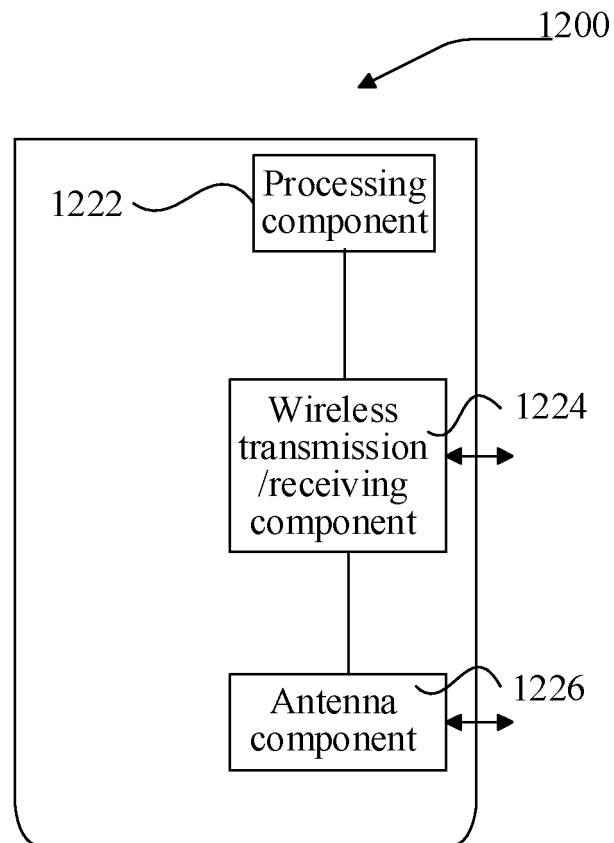 1200
Processing
component
1222
Wireless
transmission
/receiving
component
1224
Antenna
component
1226